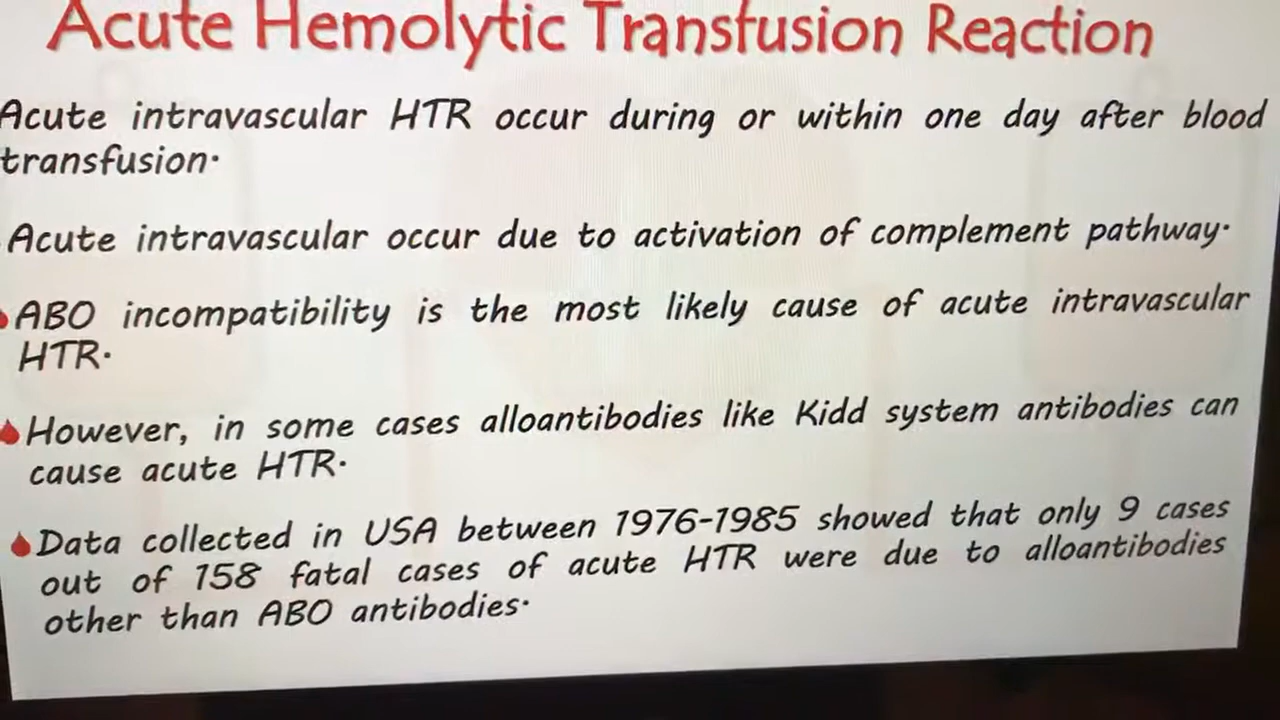 Acute Hemolytic Transfusion Reaction
Acute intravascular HTR occur during or within one day after blood
transfusion.
Acute intravascular occur due to activation of complement pathway.
ABO incompatibility is the most likely cause of acute intravascular
HTR.
However, in some cases alloantibodies like Kidd system antibodies can
cause acute HTR.
Data collected in USA between 1976-1985 showed that only 9 cases
out of 158 fatal cases of acute HTR were due to alloantibodies
other than ABO antibodies.